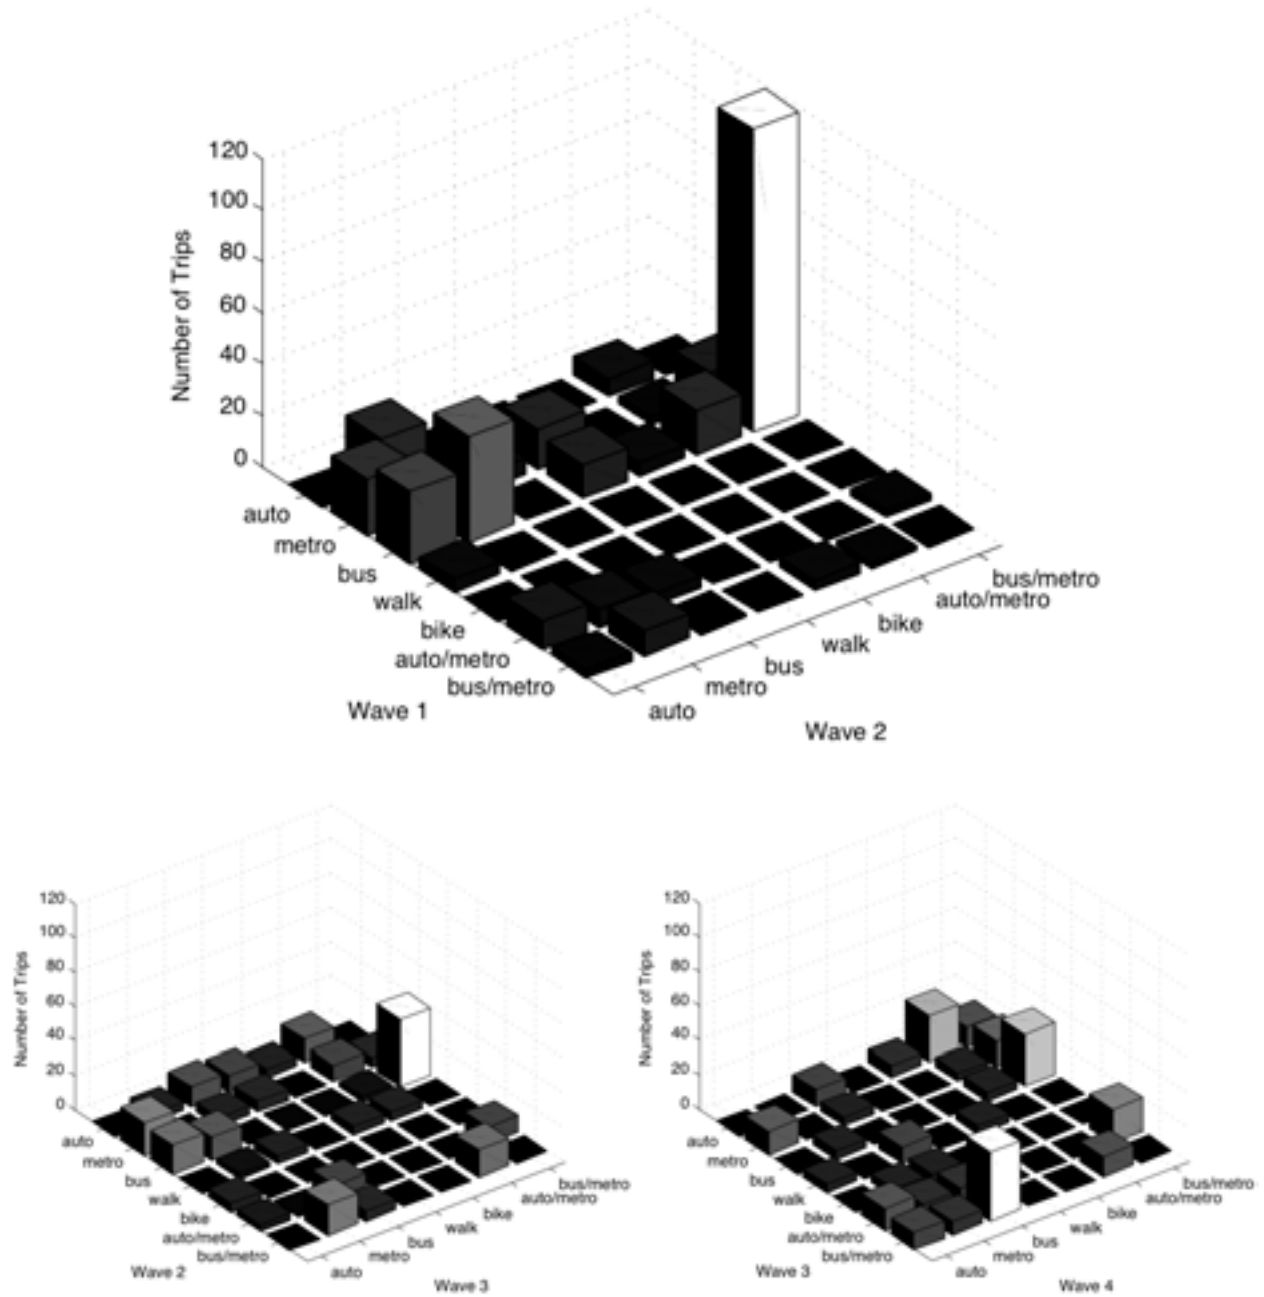 120
100
80
60
40
20
0
Number of Trips
auto
metro
bus
walk
bike
auto/metro
bus/metro
Wave 1
bus/metro
auto/metro
bike
walk
bus
metro
auto
Wave 2
120
100
80
60
40
20
0
Number of Trips
auto
metro
bus
walk
bike
auto/metro
bus/metro
Wave 2
bus/metro
auto/metro
bike
walk
bus
metro
auto
Wave 3
120
100
80
60
40
20
0
Number of Trips
auto
metro
bus
walk
bike
auto/metro
bus/metro
Wave 3
bus/metro
auto/metro
bike
walk
bus
metro
auto
Wave 4